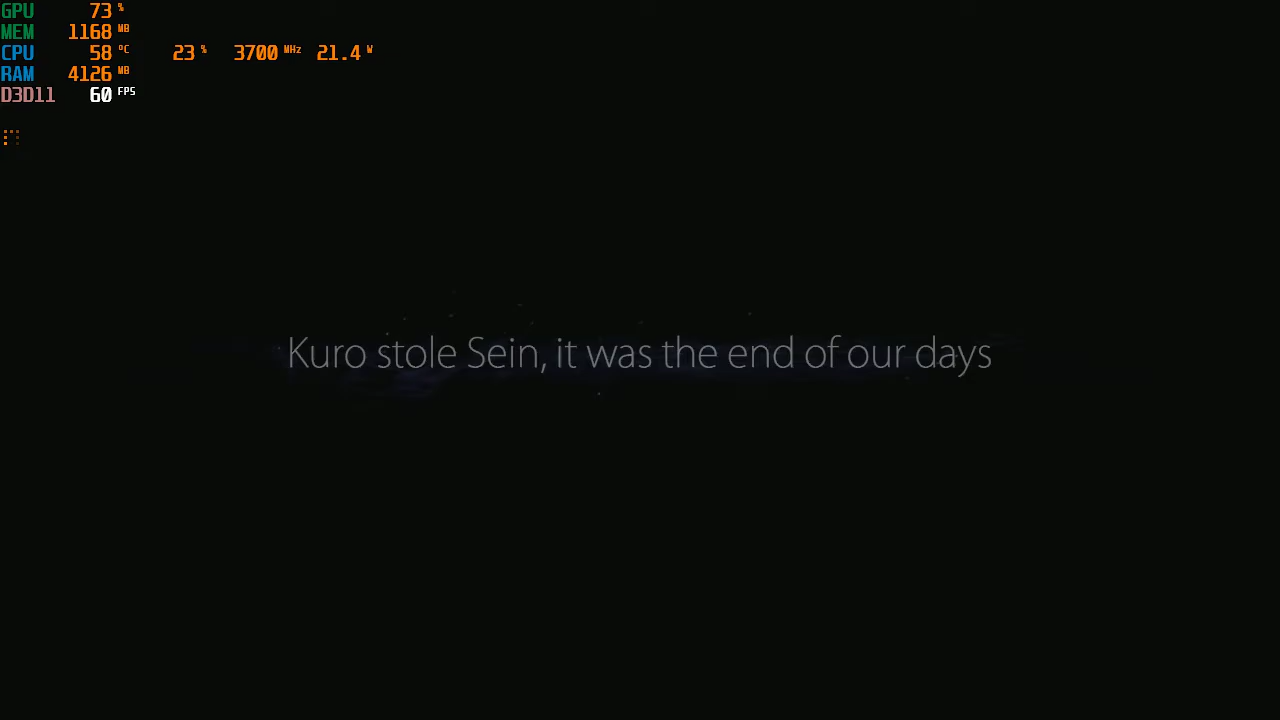 GPU 73 %
MEM 1168 MB
CPU 58 °C 23 % 3700 MHz 21.4 W
RAM 4126 MB
D3D11 60 FPS
Kuro stole Sein, it was the end of our days